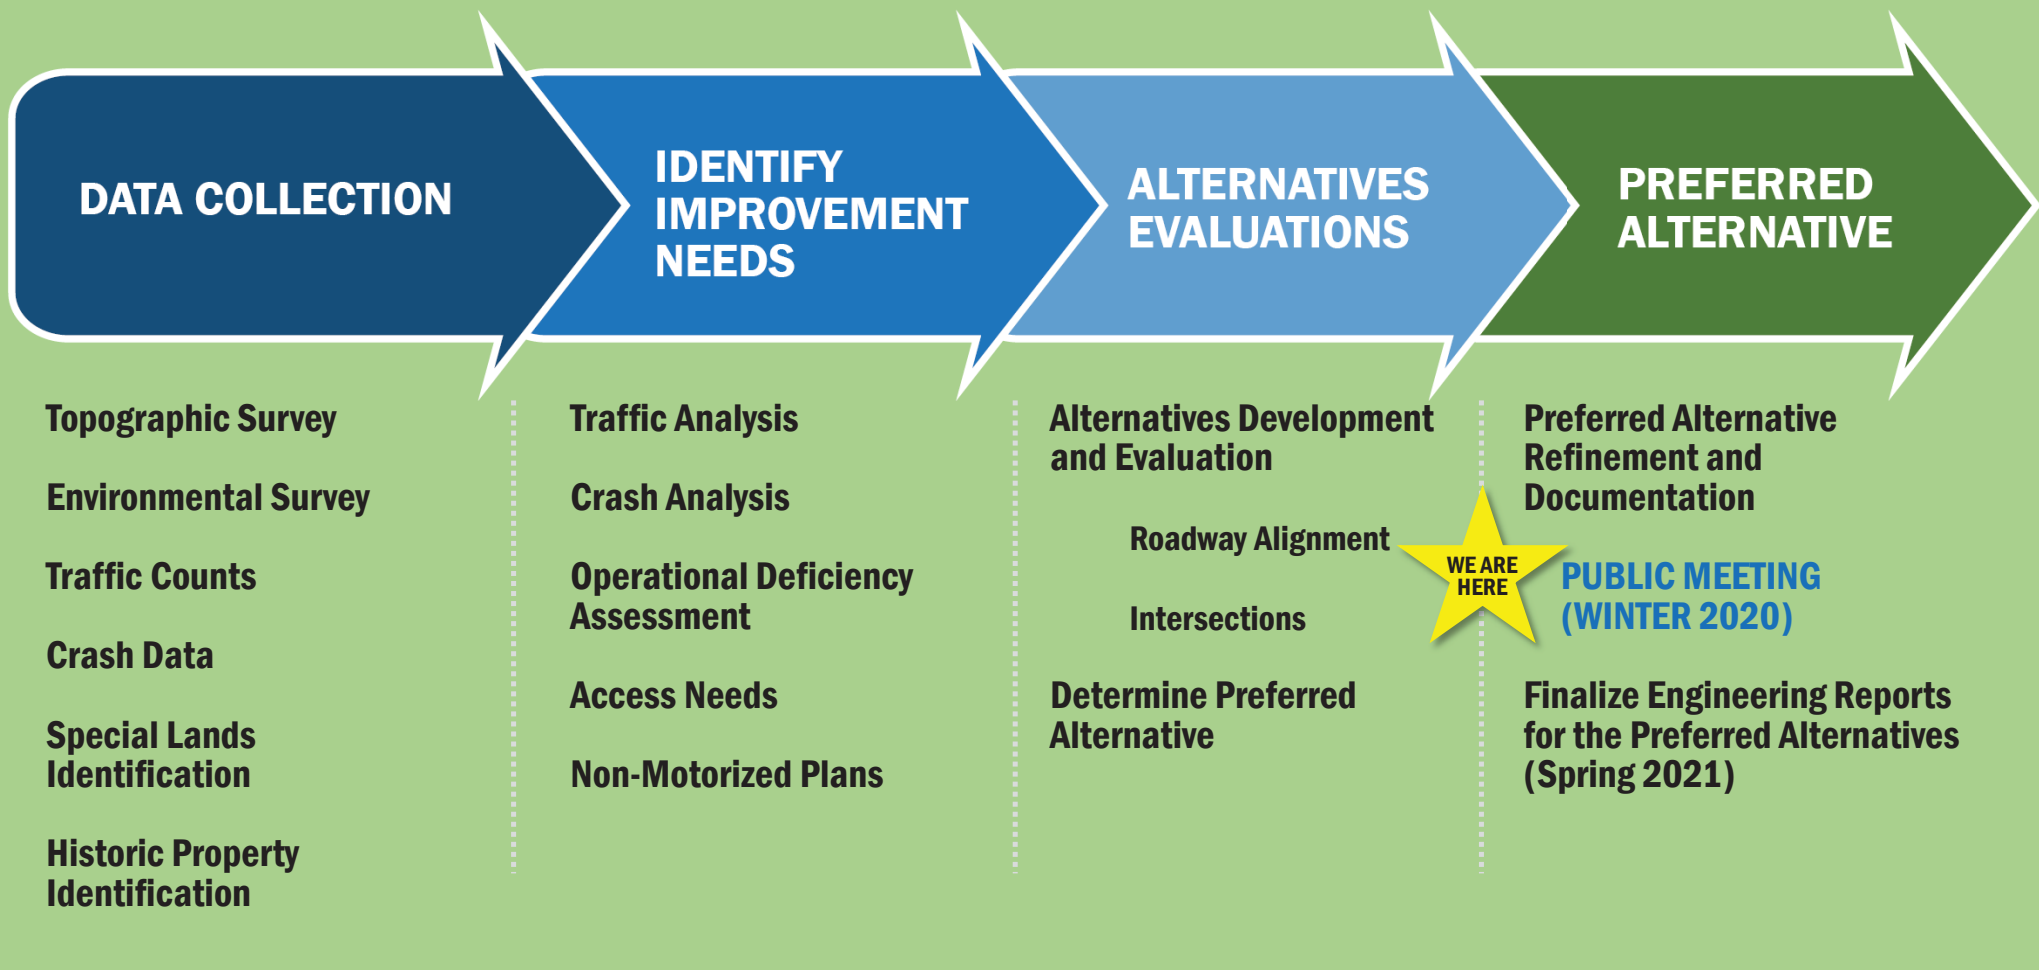 DATA COLLECTION
IDENTIFY
IMPROVEMENT
NEEDS
ALTERNATIVES
EVALUATIONS
PREFERRED
ALTERNATIVE
Topographic Survey
Environmental Survey
Traffic Counts
Crash Data
Special Lands
Identification
Historic Property
Identification
Traffic Analysis
Crash Analysis
Operational Deficiency
Assessment
Access Needs
Non-Motorized Plans
Alternatives Development
and Evaluation
Roadway Alignment
Intersections
Determine Preferred
Alternative
WE ARE
HERE
Preferred Alternative
Refinement and
Documentation
PUBLIC MEETING
(WINTER 2020)
Finalize Engineering Reports
for the Preferred Alternatives
(Spring 2021)